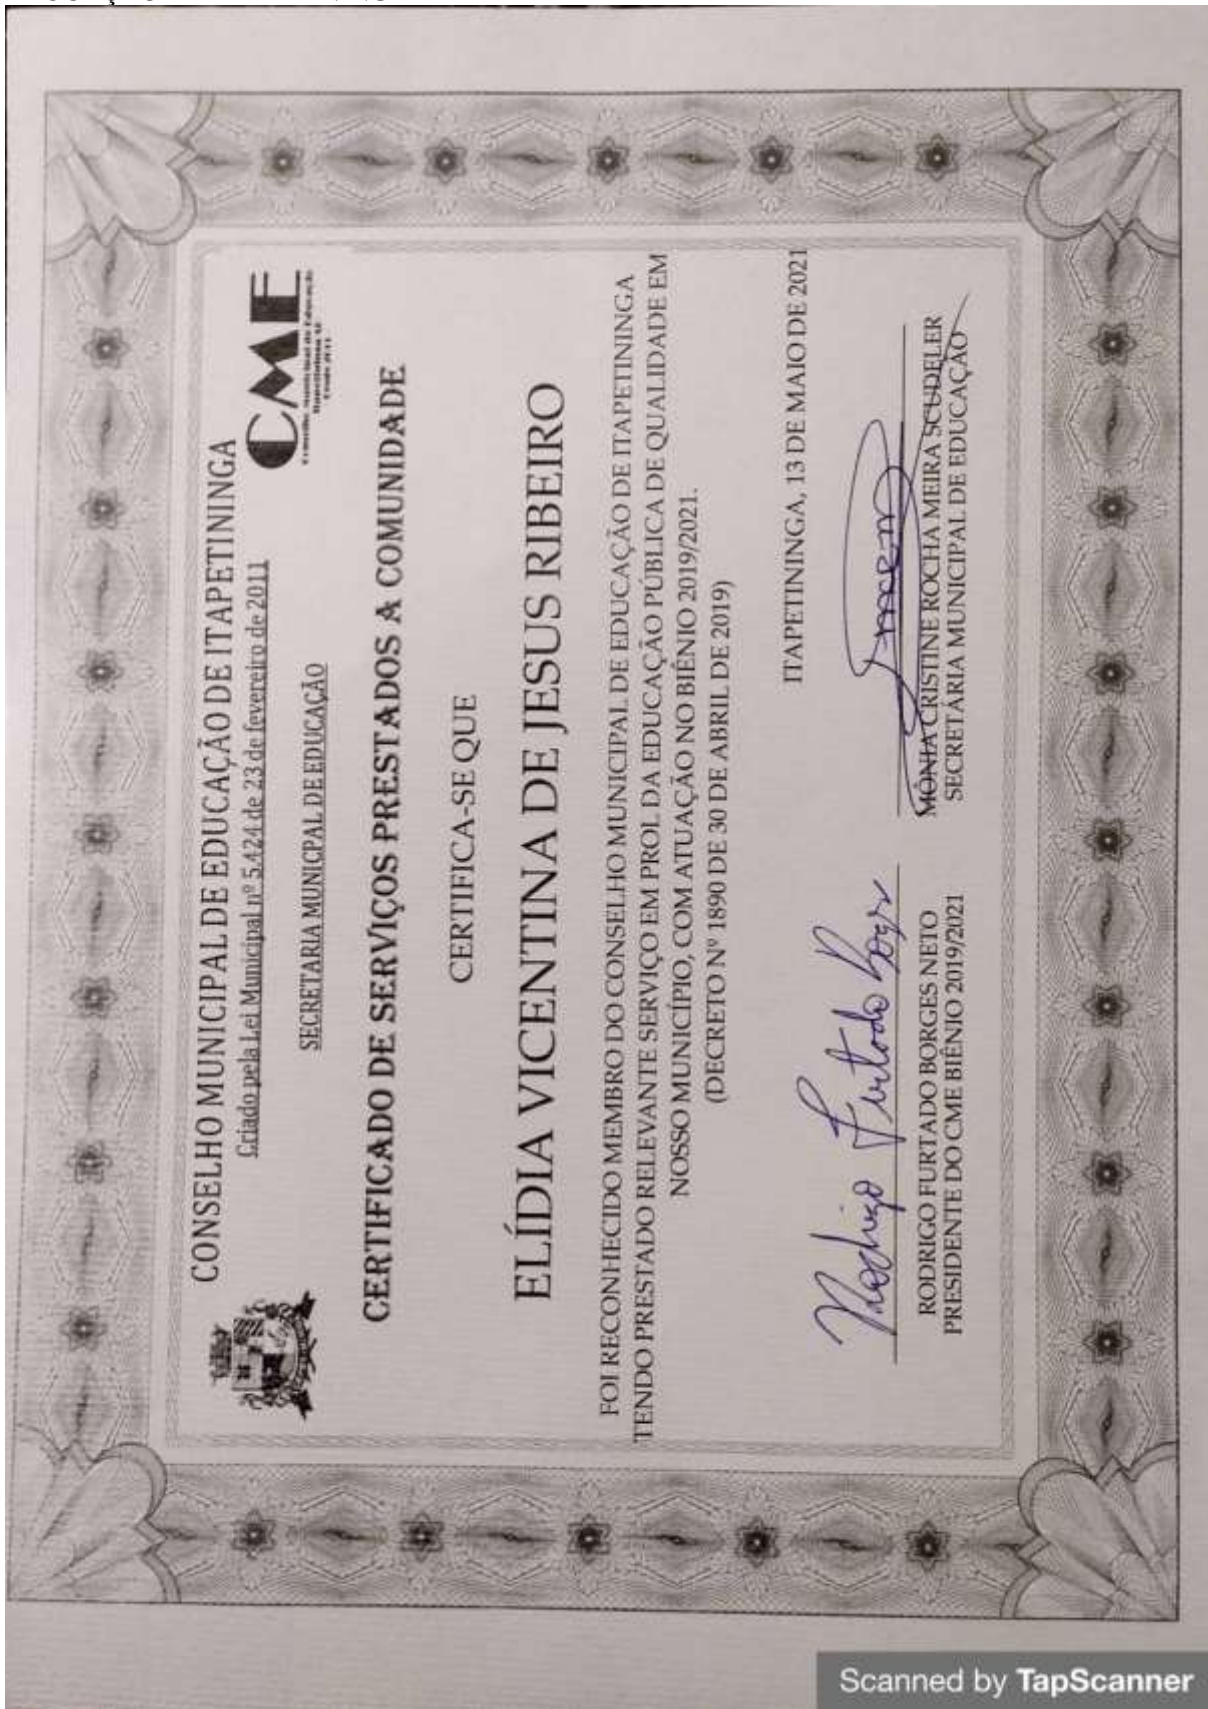 CONSELHO MUNICIPAL DE EDUCAÇÃO DE ITAPETININGA
Criado pela Lei Municipal nº 5.424 de 23 de fevereiro de 2011
CME
Conselho Municipal de Educação
SECRETARIA MUNICPAL DE EDUCAÇÃO
CERTIFICADO DE SERVIÇOS PRESTADOS A COMUNIDADE
CERTIFICA-SE QUE
ELÍDIA VICENTINA DE JESUS RIBEIRO
FOI RECONHECIDO MEMBRO DO CONSELHO MUNICIPAL DE EDUCAÇÃO DE ITAPETININGA
TENDO PRESTADO RELEVANTE SERVIÇO EM PROL DA EDUCAÇÃO PÚBLICA DE QUALIDADE EM
NOSSO MUNICÍPIO, COM ATUAÇÃO NO BIÊNIO 2019/2021.
(DECRETO Nº 1890 DE 30 DE ABRIL DE 2019)
ITAPETININGA, 13 DE MAIO DE 2021
Rodrigo Furtado Borges
RODRIGO FURTADO BORGES NETO
PRESIDENTE DO CME BIÊNIO 2019/2021
MÔNIA CRISTINE ROCHA MEIRA SCUDELER
SECRETÁRIA MUNICIPAL DE EDUCAÇÃO
Scanned by TapScanner